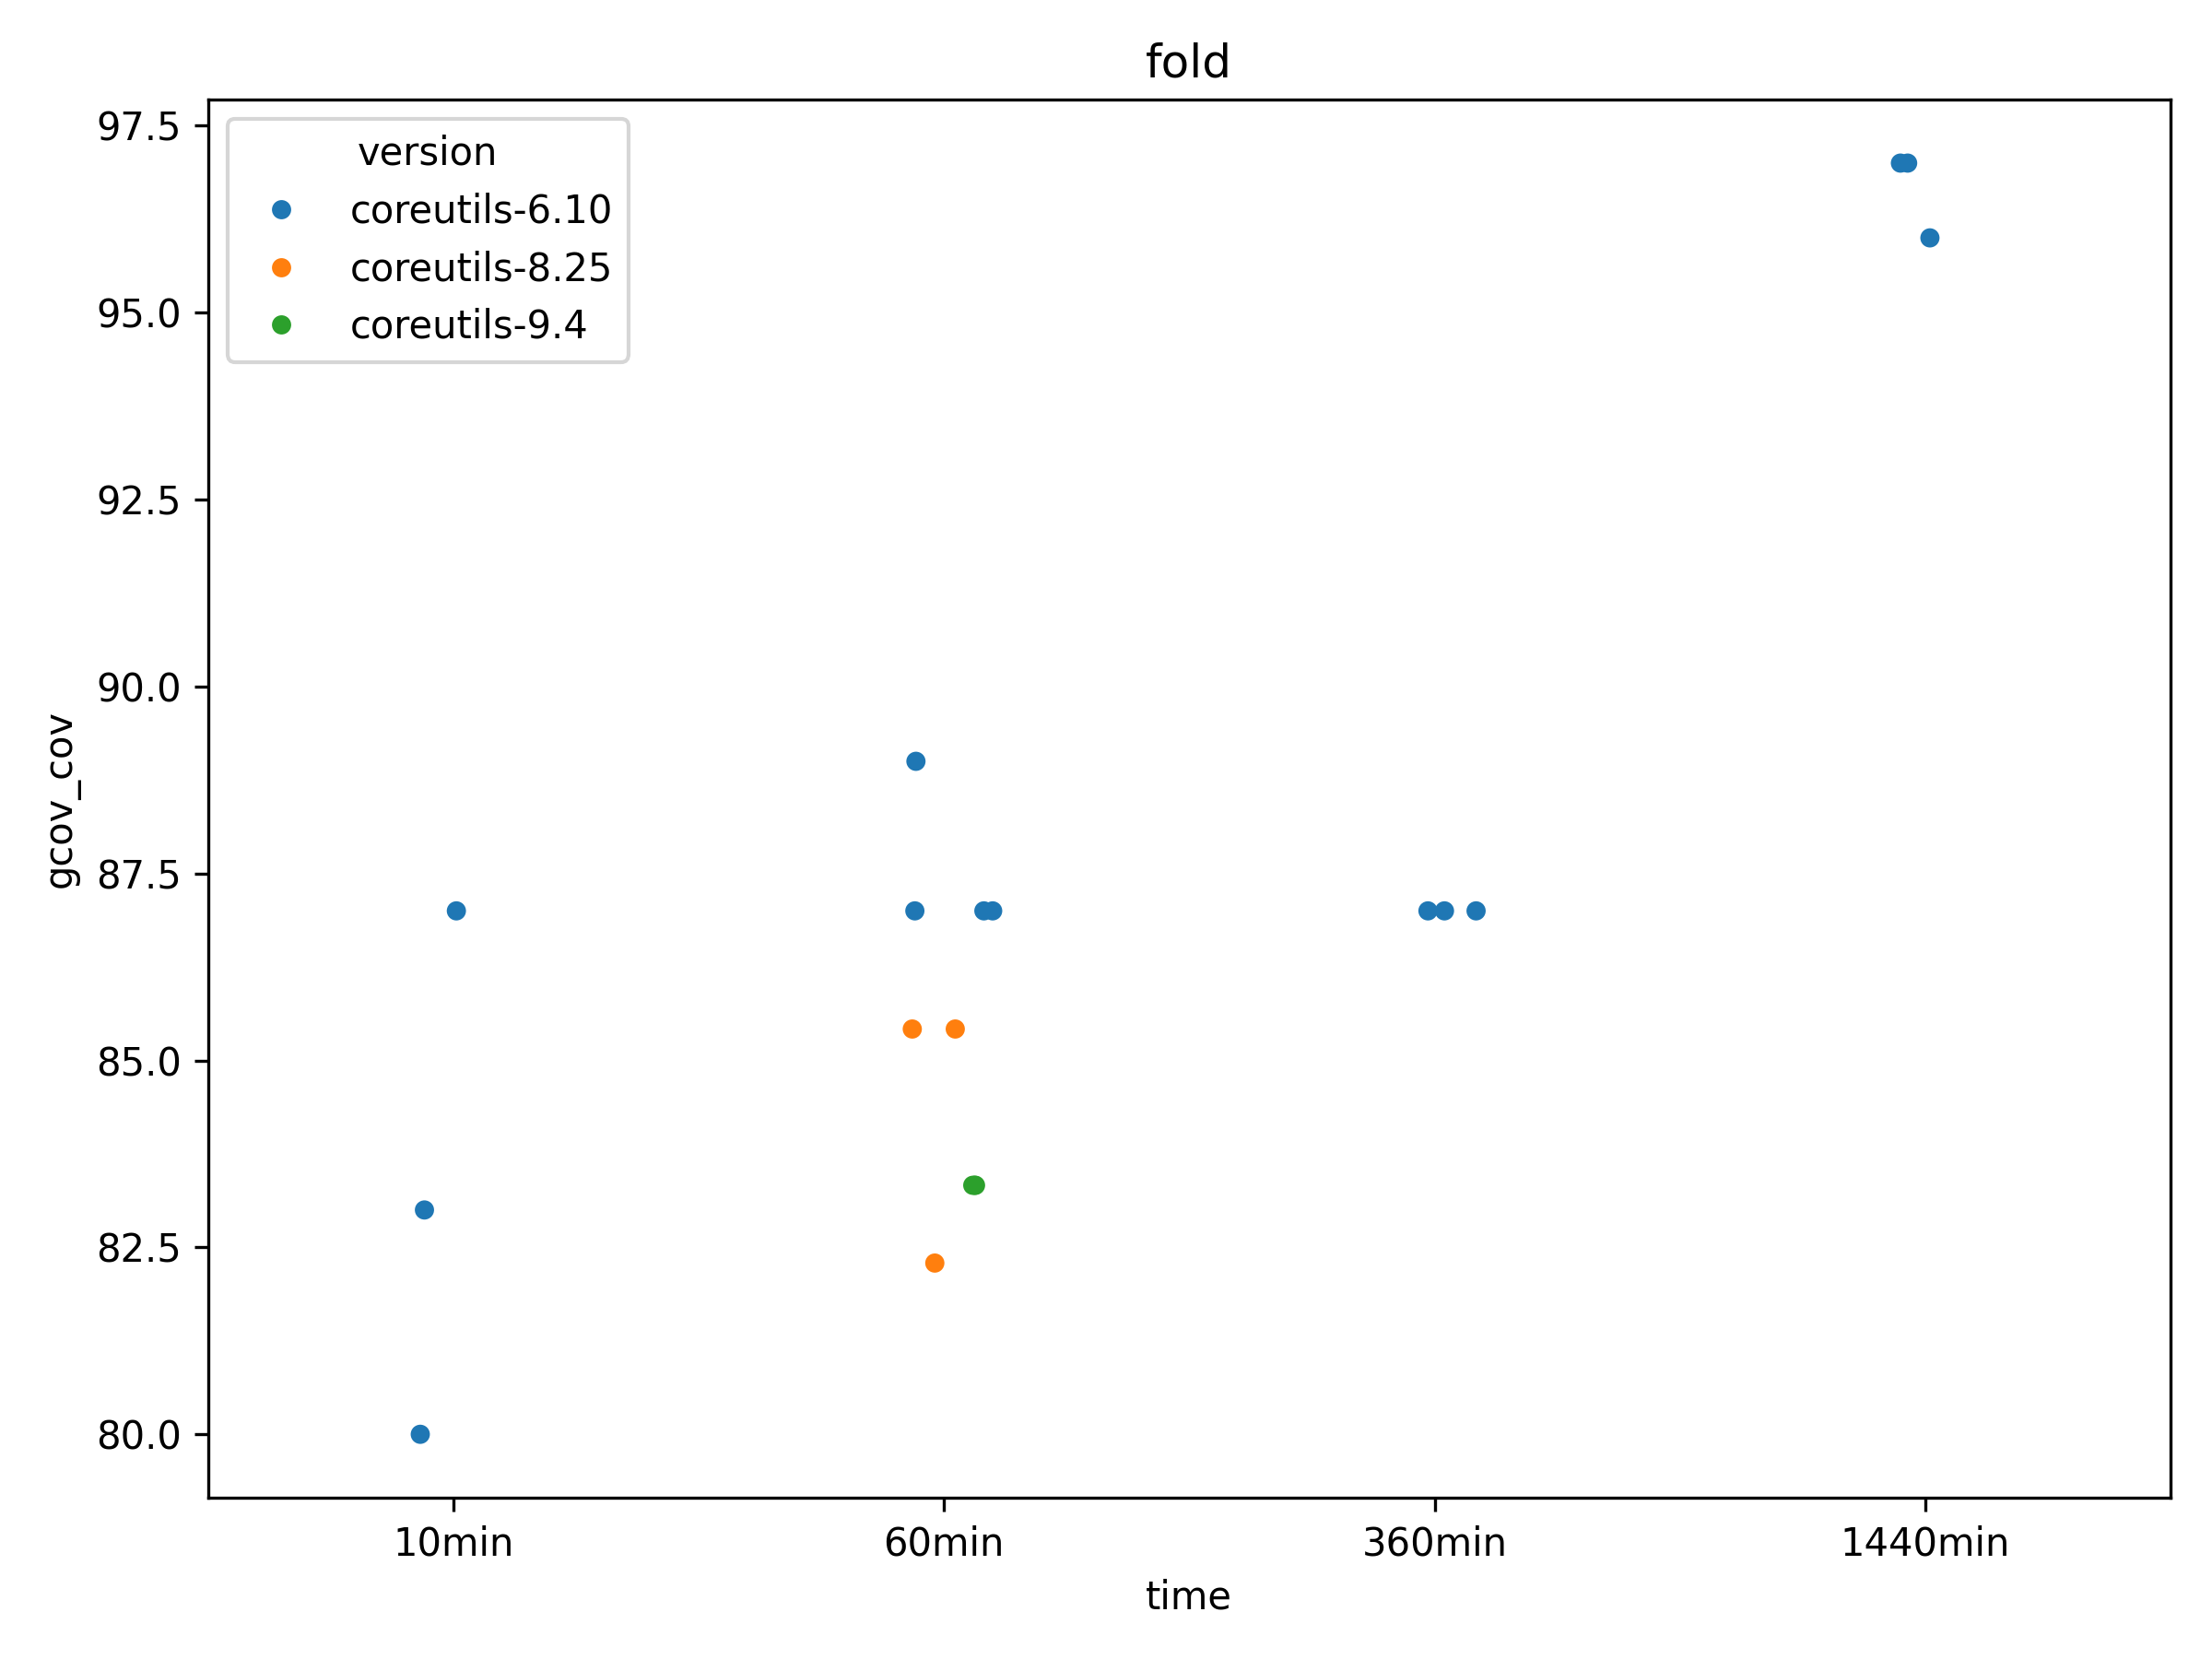 fold
version
coreutils-6.10
coreutils-8.25
coreutils-9.4
97.5
95.0
92.5
90.0
87.5
85.0
82.5
80.0
gcov_cov
10min
60min
360min
1440min
time